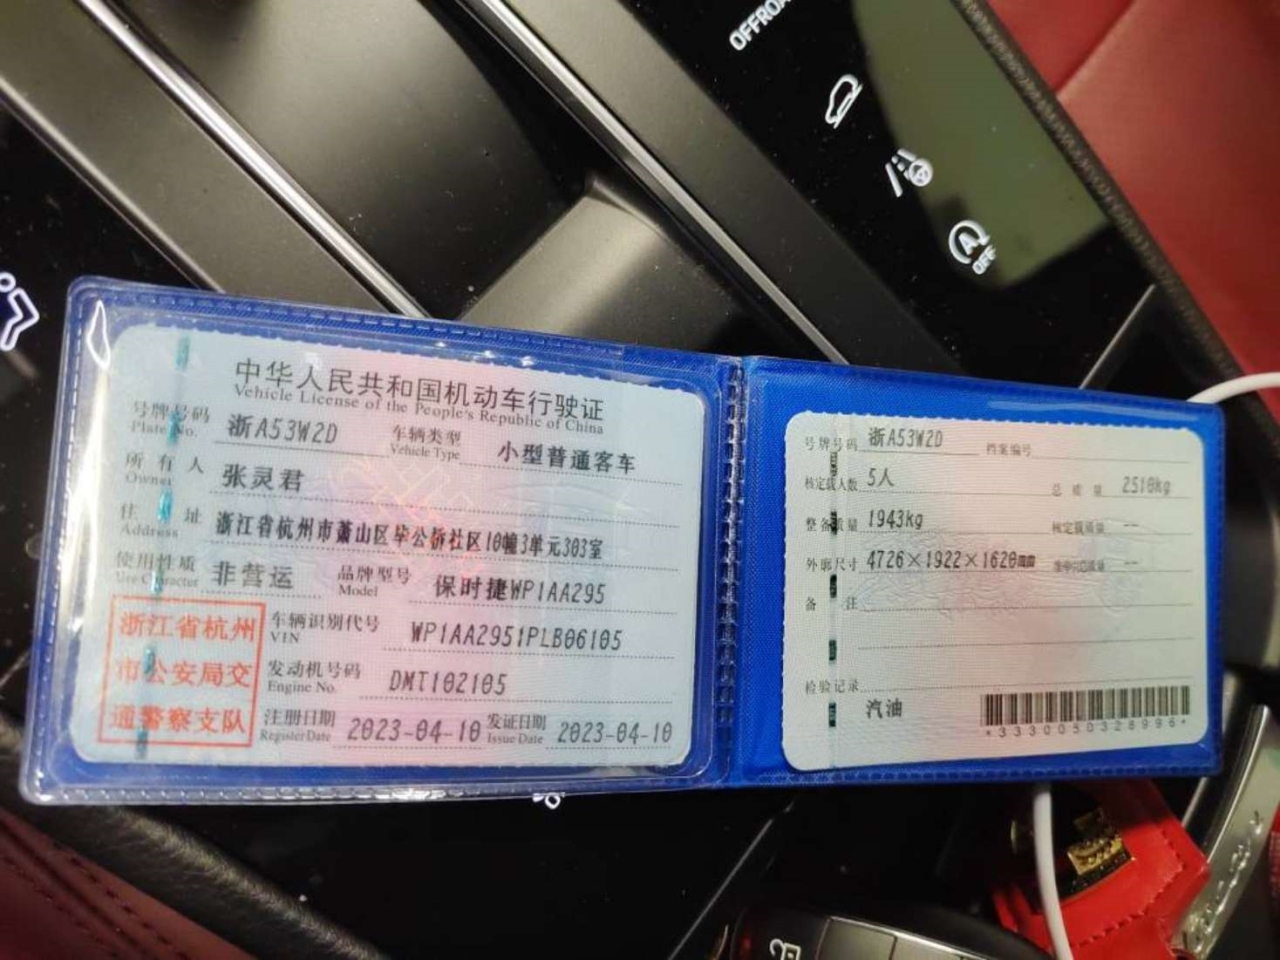 OFFROAD
A
OFF
中华人民共和国机动车行驶证
Vehicle License of the People's Republic of China
号牌号码 浙A53W2D 车辆类型 小型普通客车
Plate No. Vehicle Type
所有人 张灵君
Owner
住址 浙江省杭州市萧山区毕公桥社区10幢3单元303室
Address
使用性质 非营运 品牌型号 保时捷WP1AA295
Use Character Model
车辆识别代号 WP1AA2951PLB06105
VIN
发动机号码 DMT102105
Engine No.
注册日期 2023-04-10 发证日期 2023-04-10
Register Date Issue Date
浙江省杭州
市公安局交
通警察支队
号牌号码 浙A53W2D 档案编号
核定载人数 5人 总质量 2510kg
整备质量 1943kg 核定载质量 --
外廓尺寸 4726×1922×1620mm 准牵引总质量 --
备注
检验记录
汽油
*3330050328996*